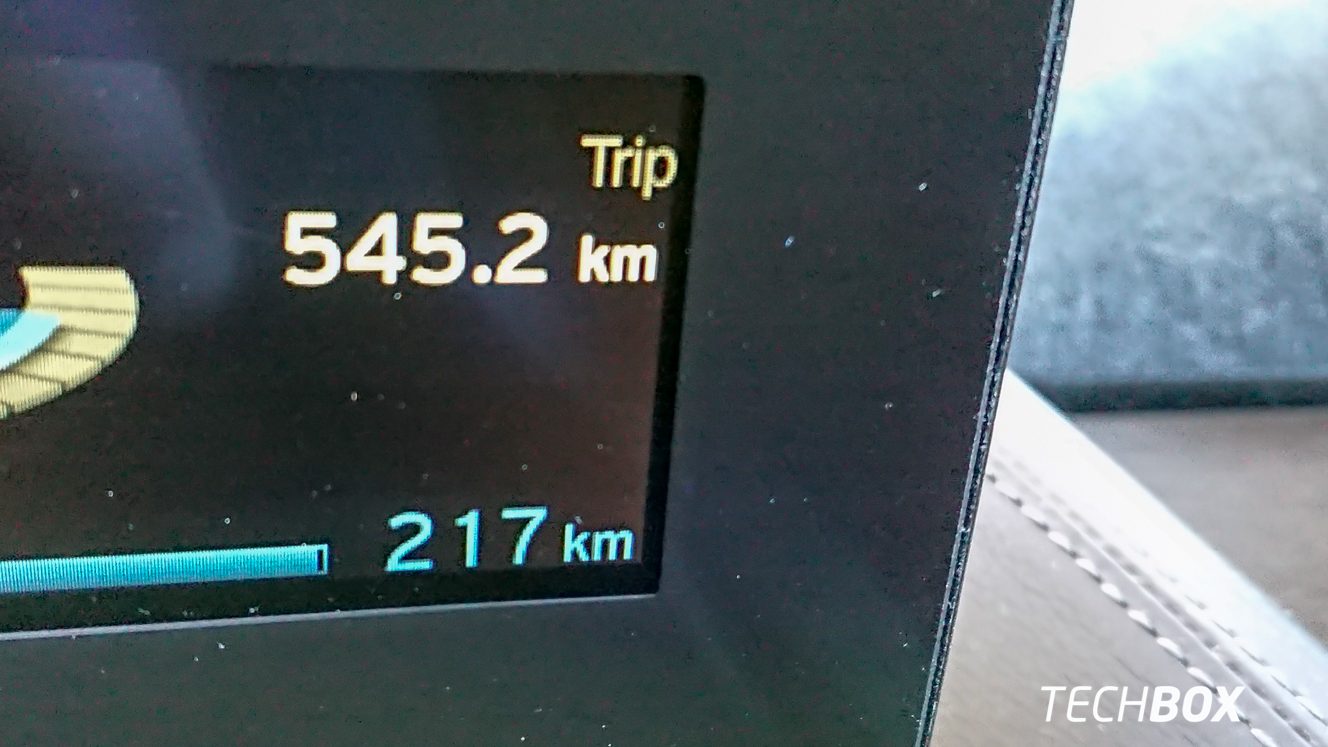 Trip
545.2 km
217 km
TECHBOX